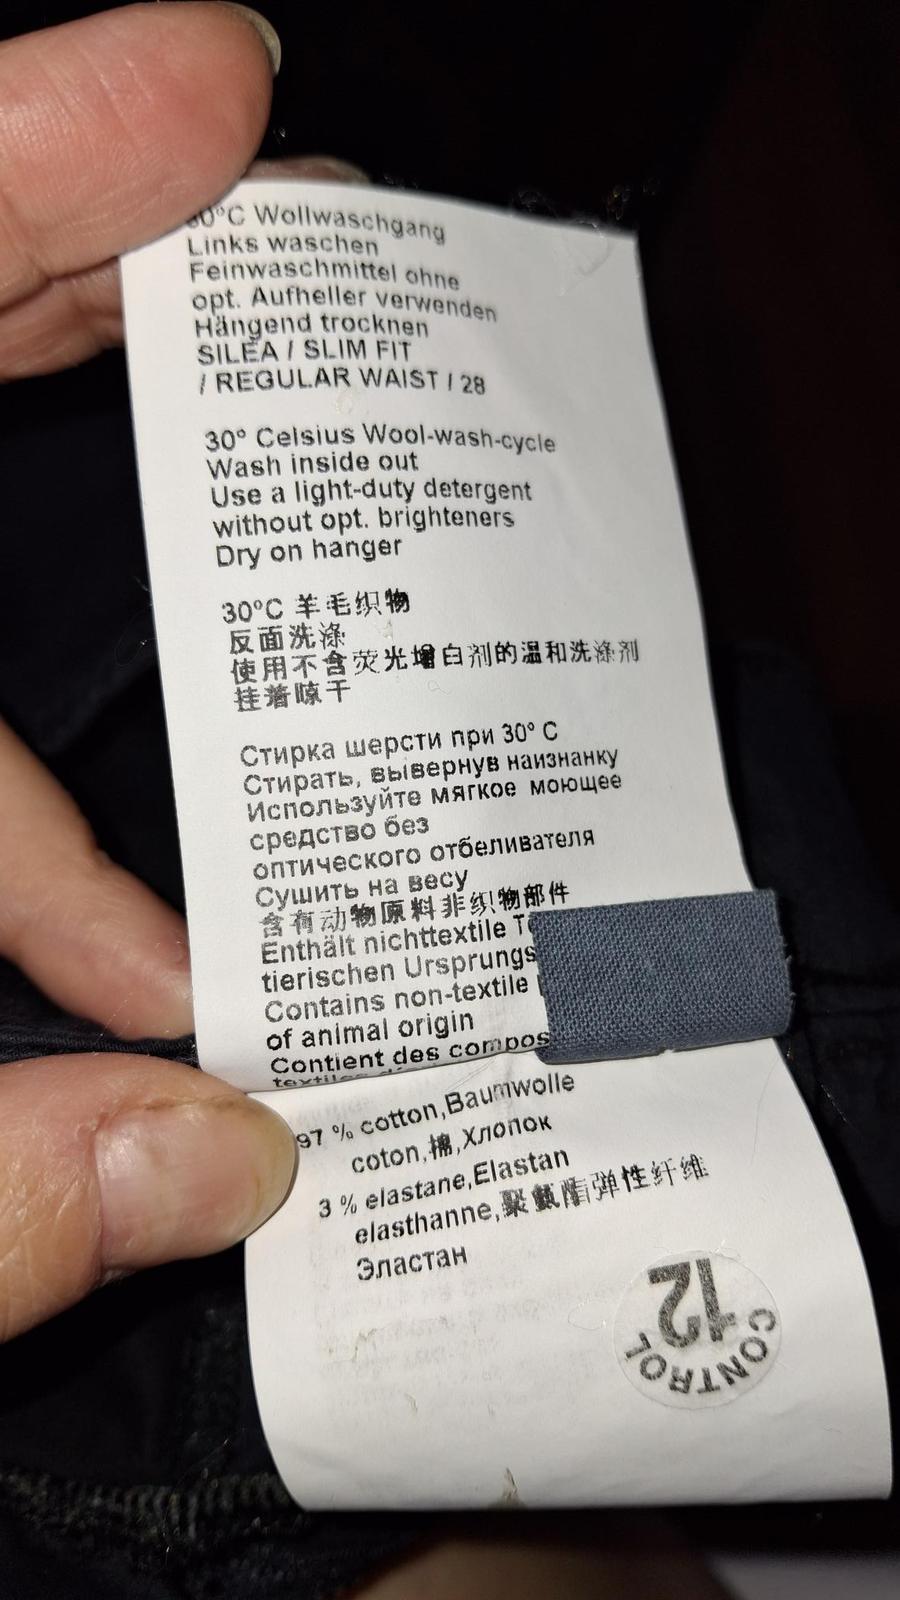 30°C Wollwaschgang
Links waschen
Feinwaschmittel ohne
opt. Aufheller verwenden
Hängend trocknen
SILEA / SLIM FIT
/ REGULAR WAIST / 28
30° Celsius Wool-wash-cycle
Wash inside out
Use a light-duty detergent
without opt. brighteners
Dry on hanger
30°C 羊毛织物
反面洗涤
使用不含荧光增白剂的温和洗涤剂
挂着晾干
Стирка шерсти при 30° C
Стирать, вывернув наизнанку
Используйте мягкое моющее
средство без
оптического отбеливателя
Сушить на весу
含有动物原料非织物部件
Enthält nichttextile
tierischen Ursprungs
Contains non-textile
of animal origin
Contient des compos
97 % cotton,Baumwolle
coton,棉,Хлопок
3 % elastane,Elastan
elasthanne,聚氨酯弹性纤维
Эластан
12
CONTROL